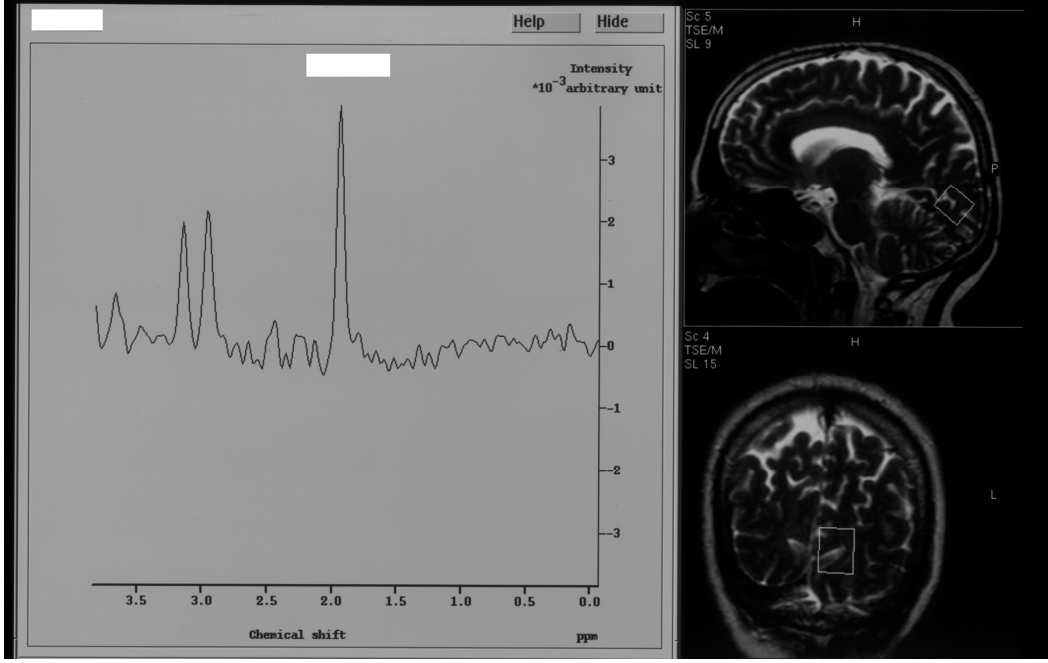 Help Hide
Intensity
*10-3 arbitrary unit
-3
-2
-1
-0
-1
-2
-3
3.5 3.0 2.5 2.0 1.5 1.0 0.5 0.0
Chemical shift ppm
Sc 5
TSE/M
SL 9
H
P
Sc 4
TSE/M
SL 15
H
L